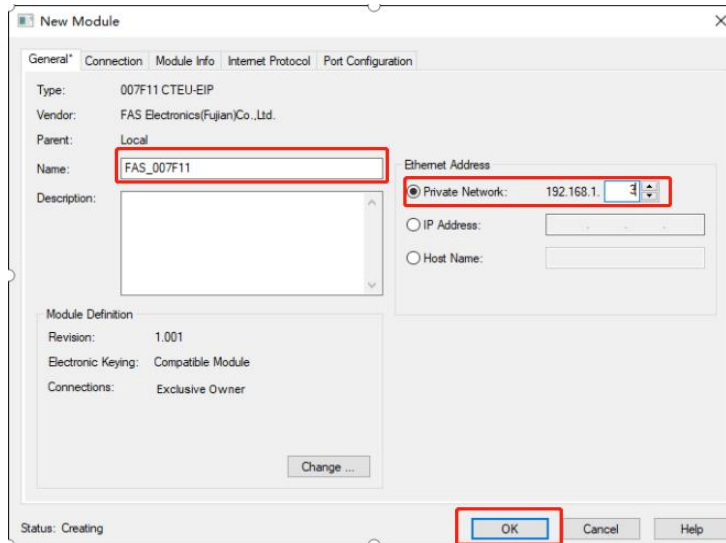 New Module
General* Connection Module Info Internet Protocol Port Configuration
Type: 007F11 CTEU-EIP
Vendor: FAS Electronics(Fujian)Co.,Ltd.
Parent: Local
Name: FAS_007F11
Description:
Ethernet Address
Private Network: 192.168.1. 3
IP Address:
Host Name:
Module Definition
Revision: 1.001
Electronic Keying: Compatible Module
Connections: Exclusive Owner
Change ...
Status: Creating
OK Cancel Help